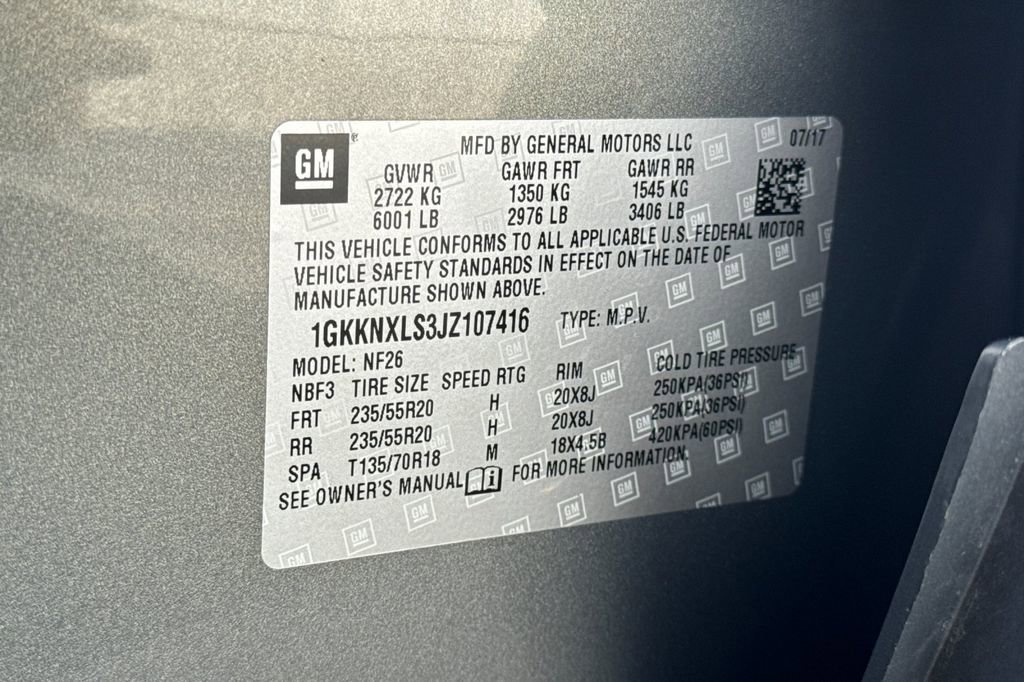 GM
MFD BY GENERAL MOTORS LLC 07/17
GVWR GAWR FRT GAWR RR
2722 KG 1350 KG 1545 KG
6001 LB 2976 LB 3406 LB
THIS VEHICLE CONFORMS TO ALL APPLICABLE U.S. FEDERAL MOTOR
VEHICLE SAFETY STANDARDS IN EFFECT ON THE DATE OF
MANUFACTURE SHOWN ABOVE.
1GKKNXLS3JZ107416 TYPE: M.P.V.
MODEL: NF26
NBF3 TIRE SIZE SPEED RTG RIM COLD TIRE PRESSURE
FRT 235/55R20 H 20X8J 250KPA(36PSI)
RR 235/55R20 H 20X8J 250KPA(36PSI)
SPA T135/70R18 M 18X4.5B 420KPA(60PSI)
SEE OWNER'S MANUAL i FOR MORE INFORMATION.